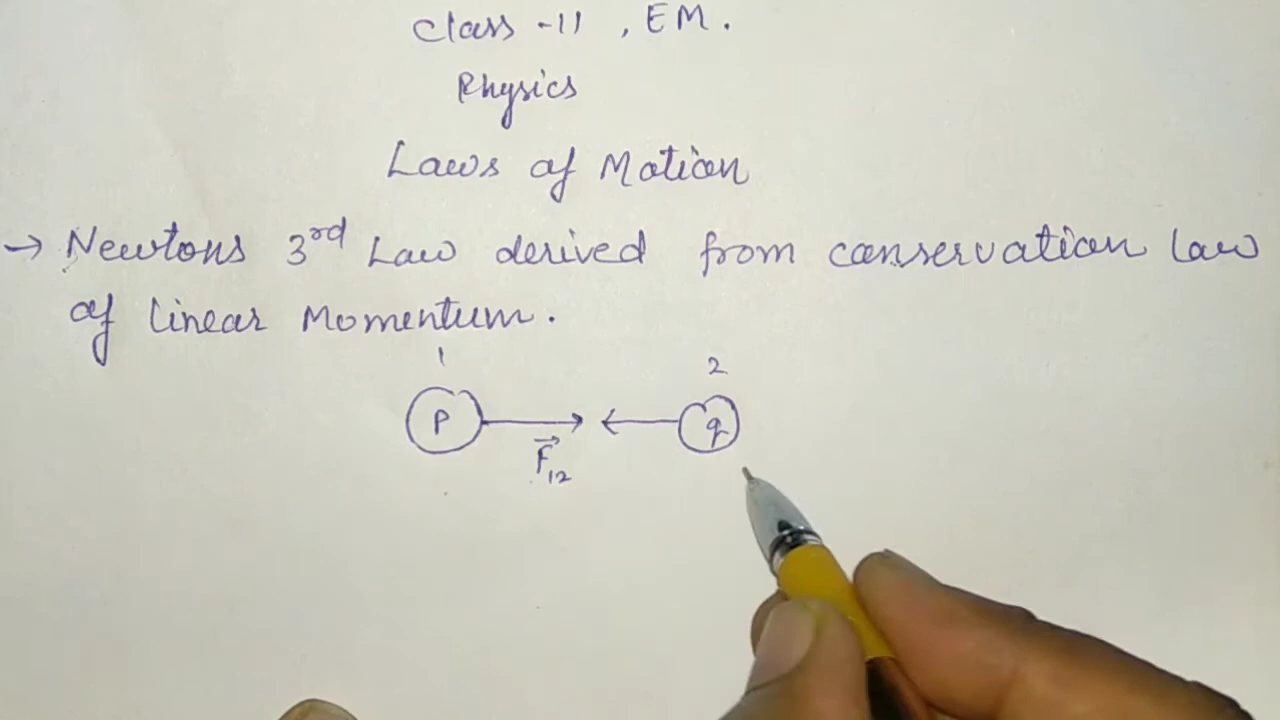 Class -11 , EM.
Physics
Laws of Motion
→ Newtons 3rd Law derived from conservation law
of linear Momentum.
1 2
P q
F⃗12